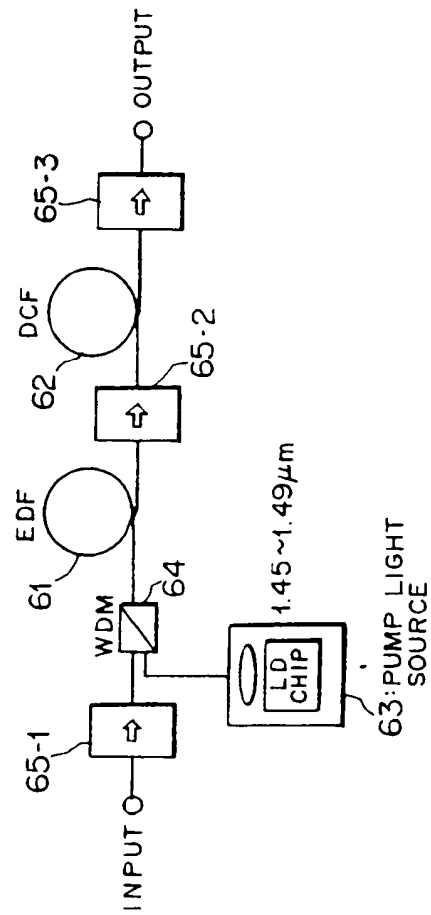 INPUT
65-1
WDM
64
61
EDF
65-2
62
DCF
65-3
OUTPUT
LD
CHIP
1.45~1.49μm
63:PUMP LIGHT
SOURCE